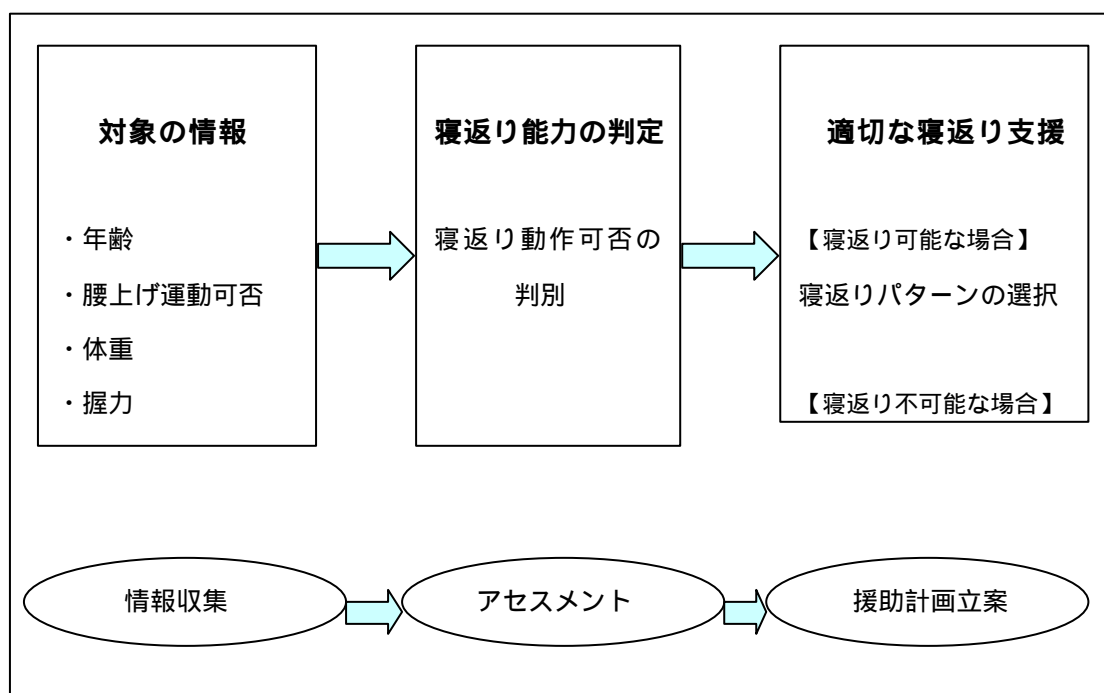 対象の情報
・年齢
・腰上げ運動可否
・体重
・握力
寝返り能力の判定
寝返り動作可否の
判別
適切な寝返り支援
【寝返り可能な場合】
寝返りパターンの選択
【寝返り不可能な場合】
情報収集
アセスメント
援助計画立案